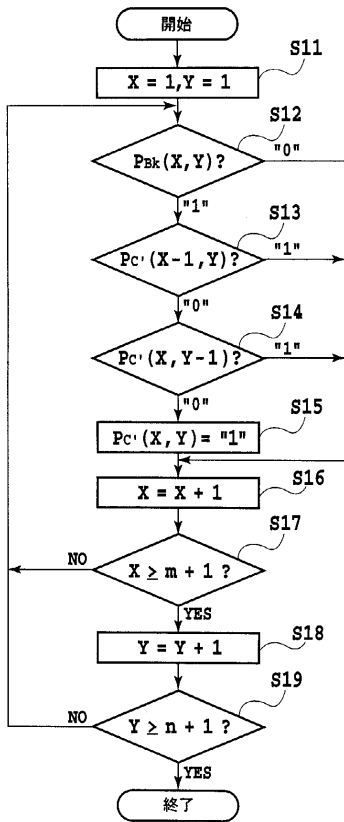 開始
S11
X = 1,Y = 1
S12
PBk(X,Y)?
"0"
"1"
S13
PC'(X-1,Y)?
"1"
"0"
S14
PC'(X,Y-1)?
"1"
"0"
S15
PC'(X,Y)= "1"
S16
X = X + 1
S17
NO
X ≥ m + 1 ?
YES
S18
Y = Y + 1
S19
NO
Y ≥ n + 1 ?
YES
終了